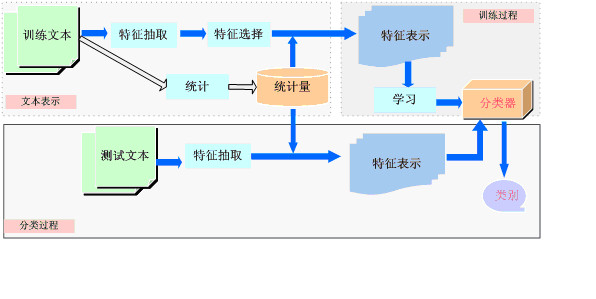 训练文本
特征抽取
特征选择
特征表示
训练过程
统计
统计量
学习
分类器
文本表示
测试文本
特征抽取
特征表示
类别
分类过程